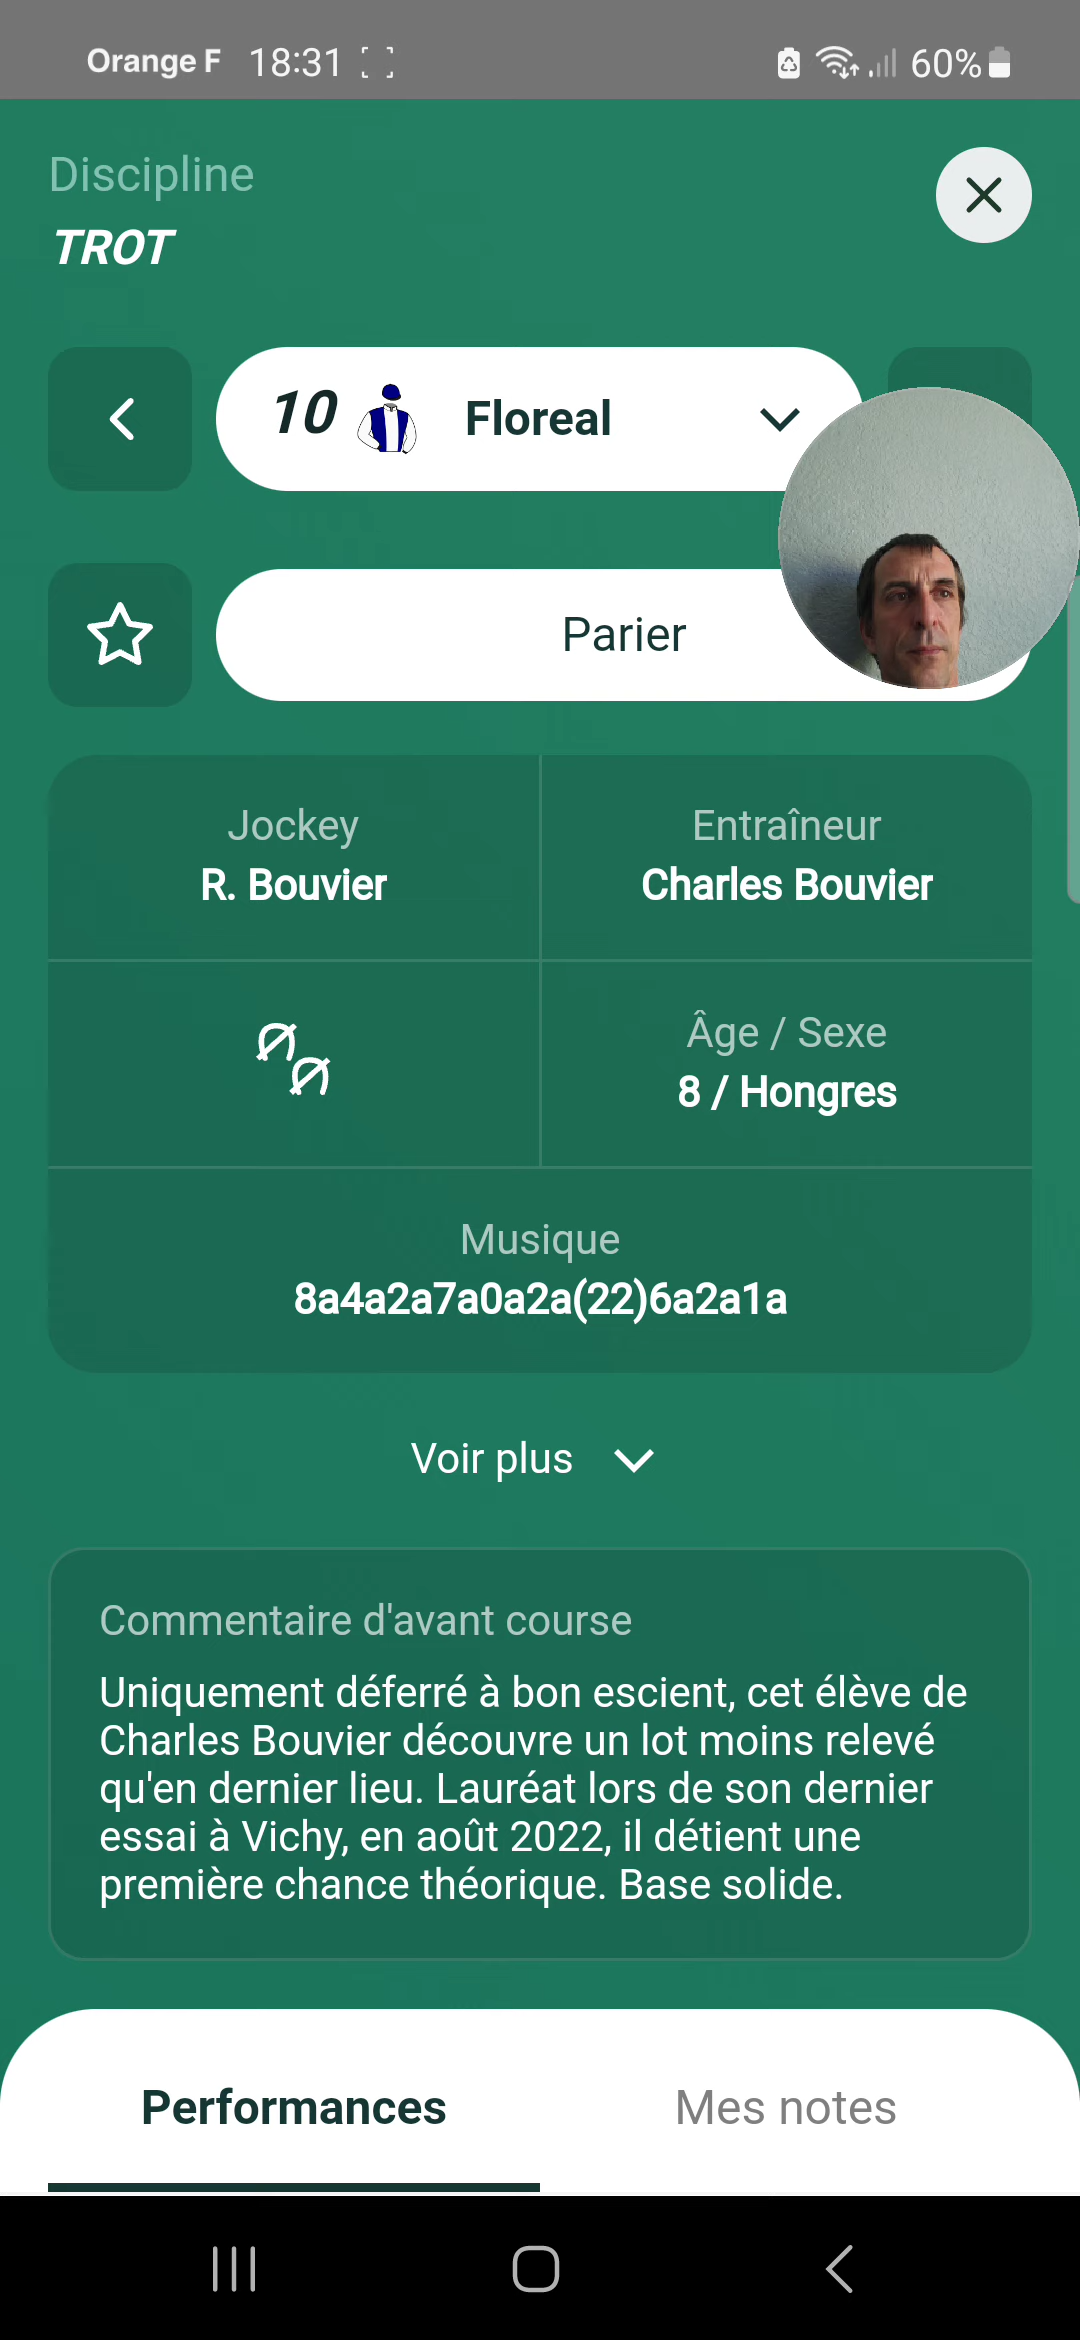 Orange F 18:31 60%
Discipline
TROT
10 Floreal
Parier
Jockey
R. Bouvier
Entraîneur
Charles Bouvier
Âge / Sexe
8 / Hongres
Musique
8a4a2a7a0a2a(22)6a2a1a
Voir plus
Commentaire d'avant course
Uniquement déferré à bon escient, cet élève de
Charles Bouvier découvre un lot moins relevé
qu'en dernier lieu. Lauréat lors de son dernier
essai à Vichy, en août 2022, il détient une
première chance théorique. Base solide.
Performances
Mes notes